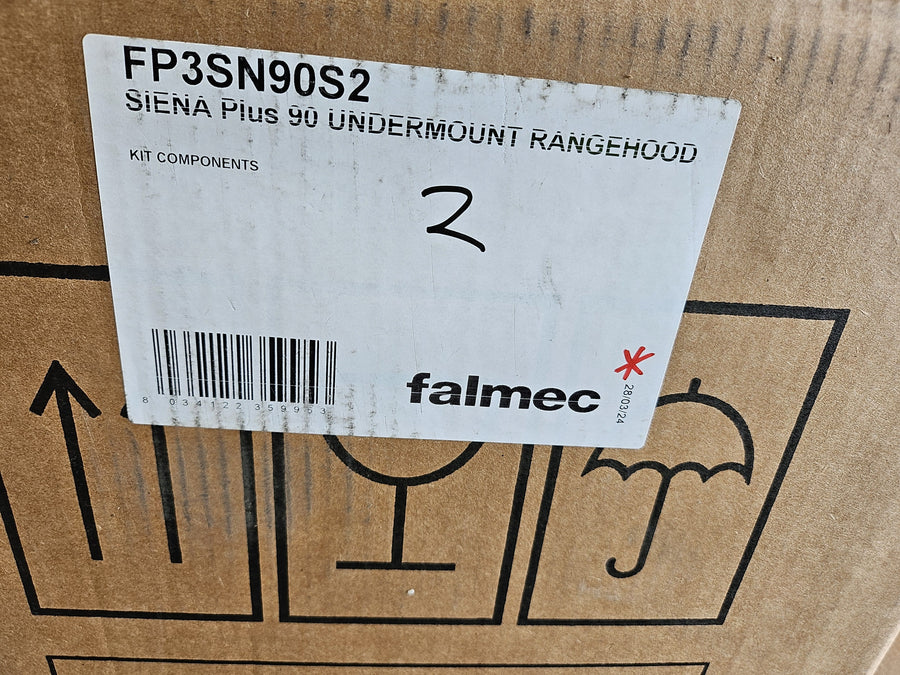 FP3SN90S2
SIENA Plus 90 UNDERMOUNT RANGEHOOD
KIT COMPONENTS
2
8 034122 359953
falmec
28/03/24